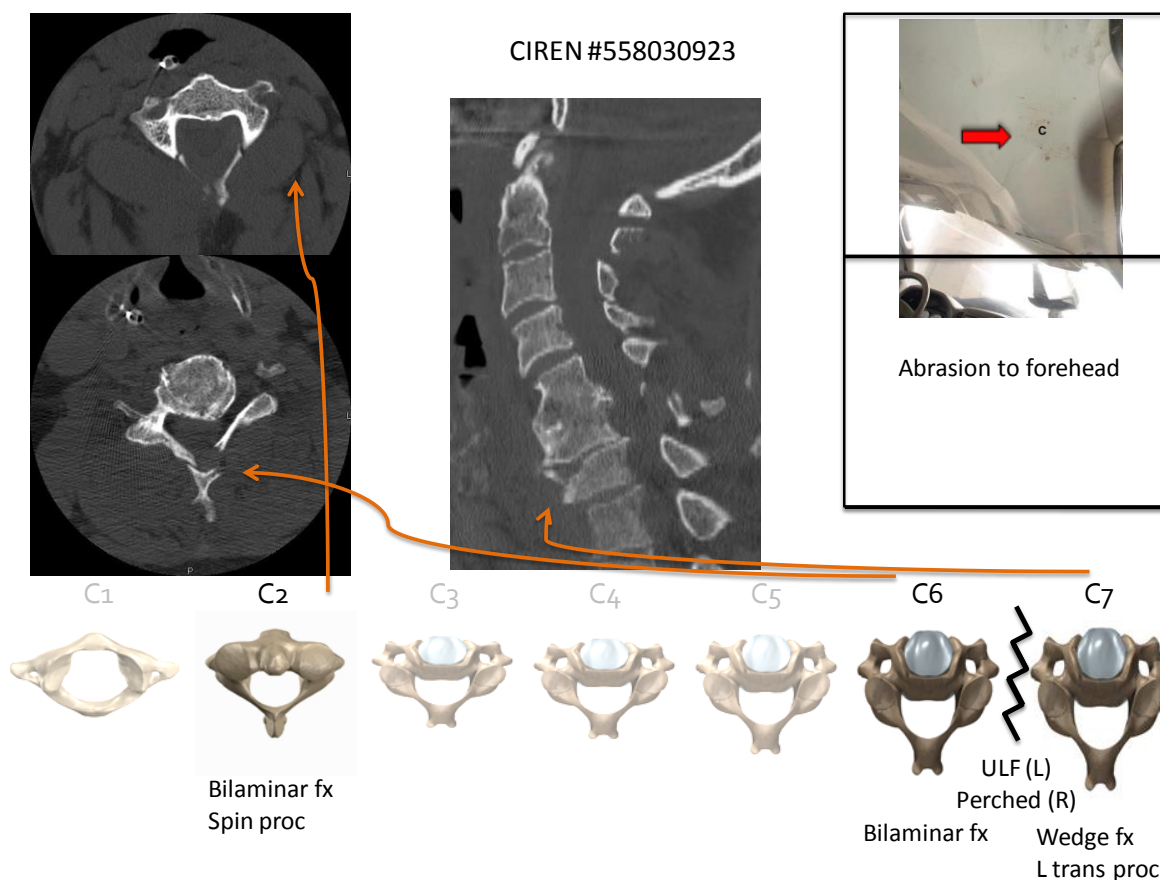 CIREN #558030923
C
Abrasion to forehead
L
L
P
C1
C2
C3
C4
C5
C6
C7
Bilaminar fx
Spin proc
ULF (L)
Perched (R)
Bilaminar fx
Wedge fx
L trans proc